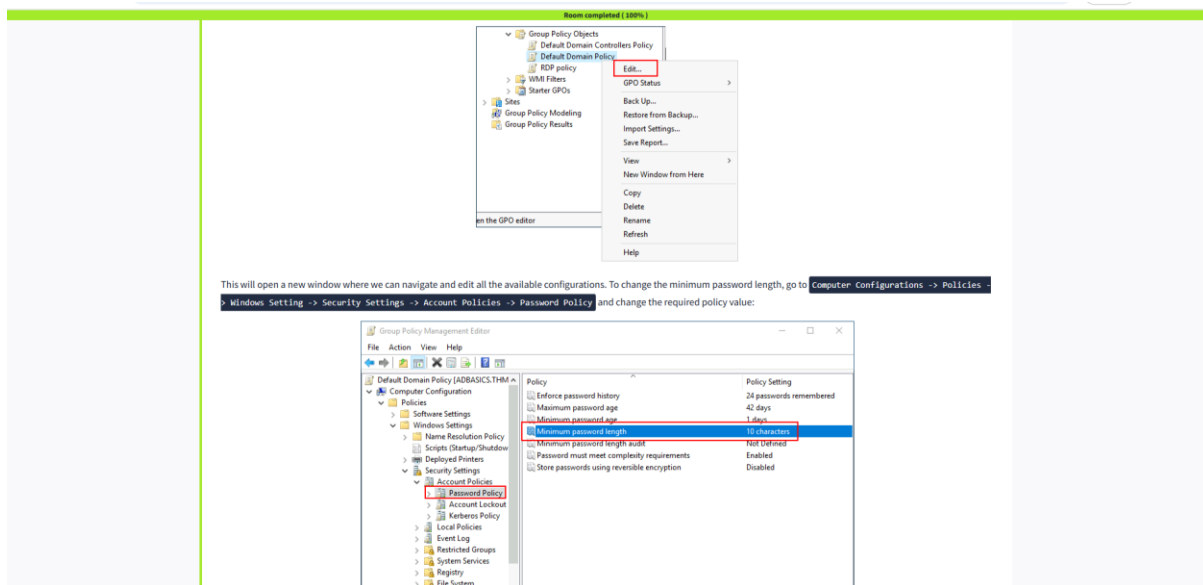 Room completed ( 100% )
Group Policy Objects
Default Domain Controllers Policy
Default Domain Policy
RDP policy
WMI Filters
Starter GPOs
Sites
Group Policy Modeling
Group Policy Results
en the GPO editor
Edit...
GPO Status
Back Up...
Restore from Backup...
Import Settings...
Save Report...
View
New Window from Here
Copy
Delete
Rename
Refresh
Help
This will open a new window where we can navigate and edit all the available configurations. To change the minimum password length, go to Computer Configurations -> Policies -
> Windows Setting -> Security Settings -> Account Policies -> Password Policy and change the required policy value:
Group Policy Management Editor
File Action View Help
Default Domain Policy [ADBASICS.THM
Computer Configuration
Policies
Software Settings
Windows Settings
Name Resolution Policy
Scripts (Startup/Shutdow
Deployed Printers
Security Settings
Account Policies
Password Policy
Account Lockout
Kerberos Policy
Local Policies
Event Log
Restricted Groups
System Services
Registry
File System
Policy Policy Setting
Enforce password history 24 passwords remembered
Maximum password age 42 days
Minimum password age 1 days
Minimum password length 10 characters
Minimum password length audit Not Defined
Password must meet complexity requirements Enabled
Store passwords using reversible encryption Disabled